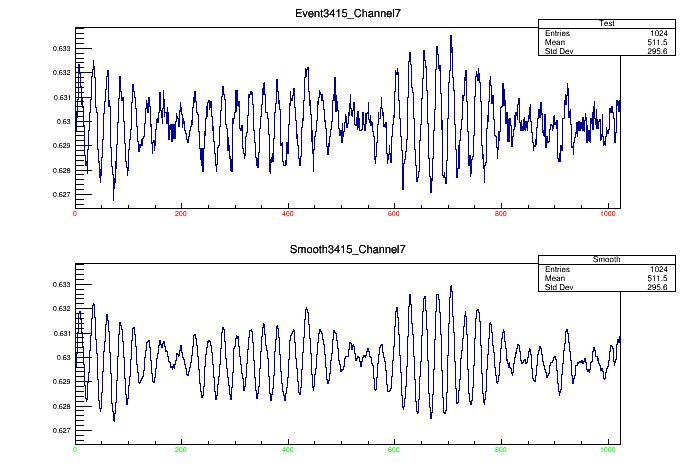 Event3415_Channel7
Test
Entries 1024
Mean 511.5
Std Dev 295.6
0.633
0.632
0.631
0.63
0.629
0.628
0.627
0 200 400 600 800 1000
Smooth3415_Channel7
Smooth
Entries 1024
Mean 511.5
Std Dev 295.6
0.633
0.632
0.631
0.63
0.629
0.628
0.627
0 200 400 600 800 1000